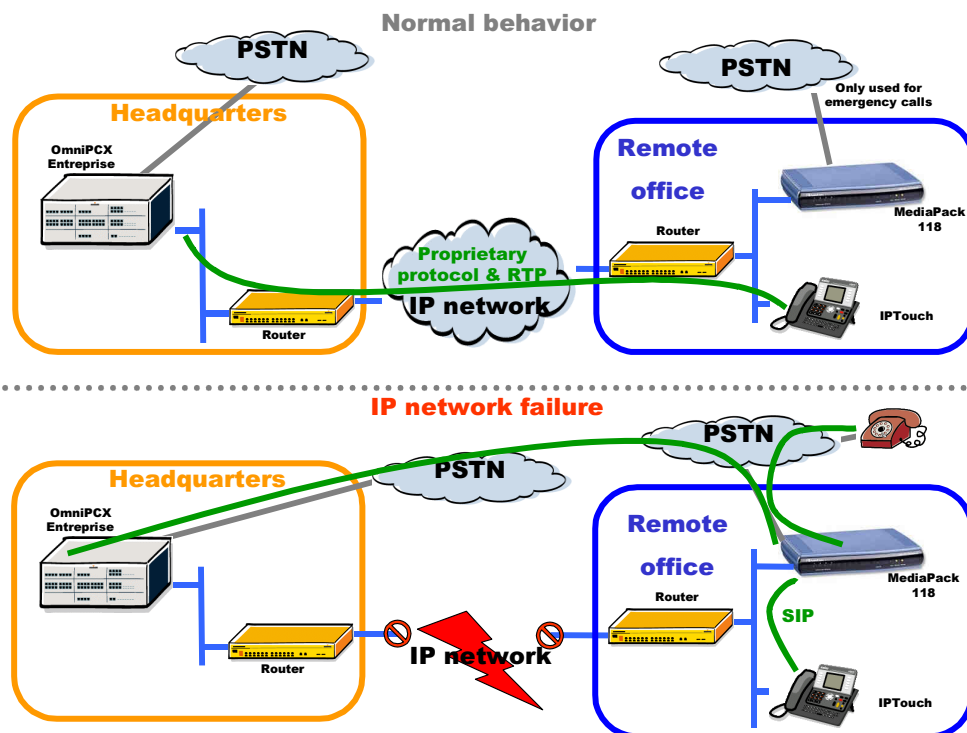 Normal behavior
PSTN
PSTN
Only used for
emergency calls
Headquarters
OmniPCX
Entreprise
Remote
office
MediaPack
118
Router
Proprietary
protocol & RTP
IP network
Router
IPTouch
IP network failure
PSTN
PSTN
Headquarters
OmniPCX
Entreprise
Remote
office
MediaPack
118
Router
SIP
IP network
Router
IPTouch